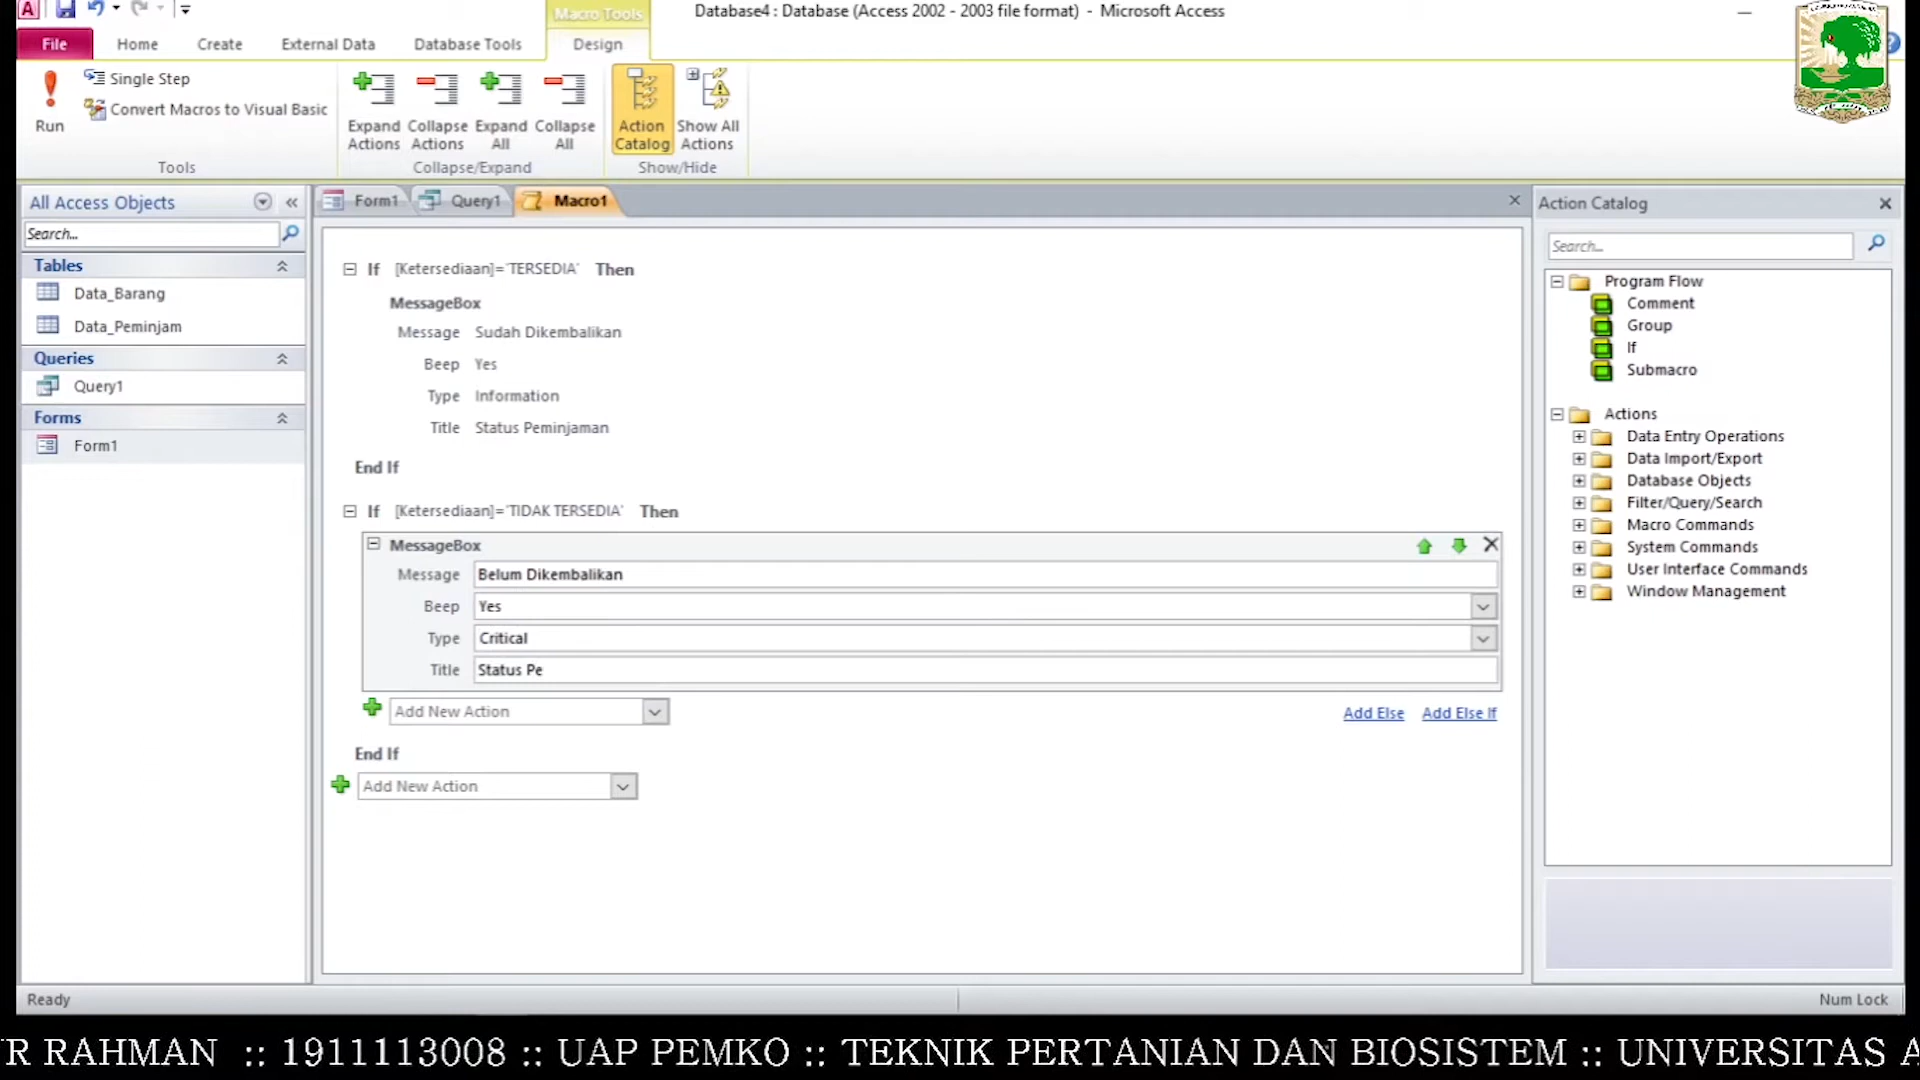 Macro Tools
Database4 : Database (Access 2002 - 2003 file format) - Microsoft Access
File Home Create External Data Database Tools Design
Run
Single Step
Convert Macros to Visual Basic
Tools
Expand Actions
Collapse Actions
Expand All
Collapse All
Collapse/Expand
Action Catalog
Show All Actions
Show/Hide
All Access Objects
Search...
Tables
Data_Barang
Data_Peminjam
Queries
Query1
Forms
Form1
Form1 Query1 Macro1
If [Ketersediaan]='TERSEDIA' Then
MessageBox
Message Sudah Dikembalikan
Beep Yes
Type Information
Title Status Peminjaman
End If
If [Ketersediaan]='TIDAK TERSEDIA' Then
MessageBox
Message Belum Dikembalikan
Beep Yes
Type Critical
Title Status Pe
Add New Action
Add Else Add Else If
End If
Add New Action
Action Catalog
Search...
Program Flow
Comment
Group
If
Submacro
Actions
Data Entry Operations
Data Import/Export
Database Objects
Filter/Query/Search
Macro Commands
System Commands
User Interface Commands
Window Management
Ready
Num Lock
R RAHMAN :: 1911113008 :: UAP PEMKO :: TEKNIK PERTANIAN DAN BIOSISTEM :: UNIVERSITAS A